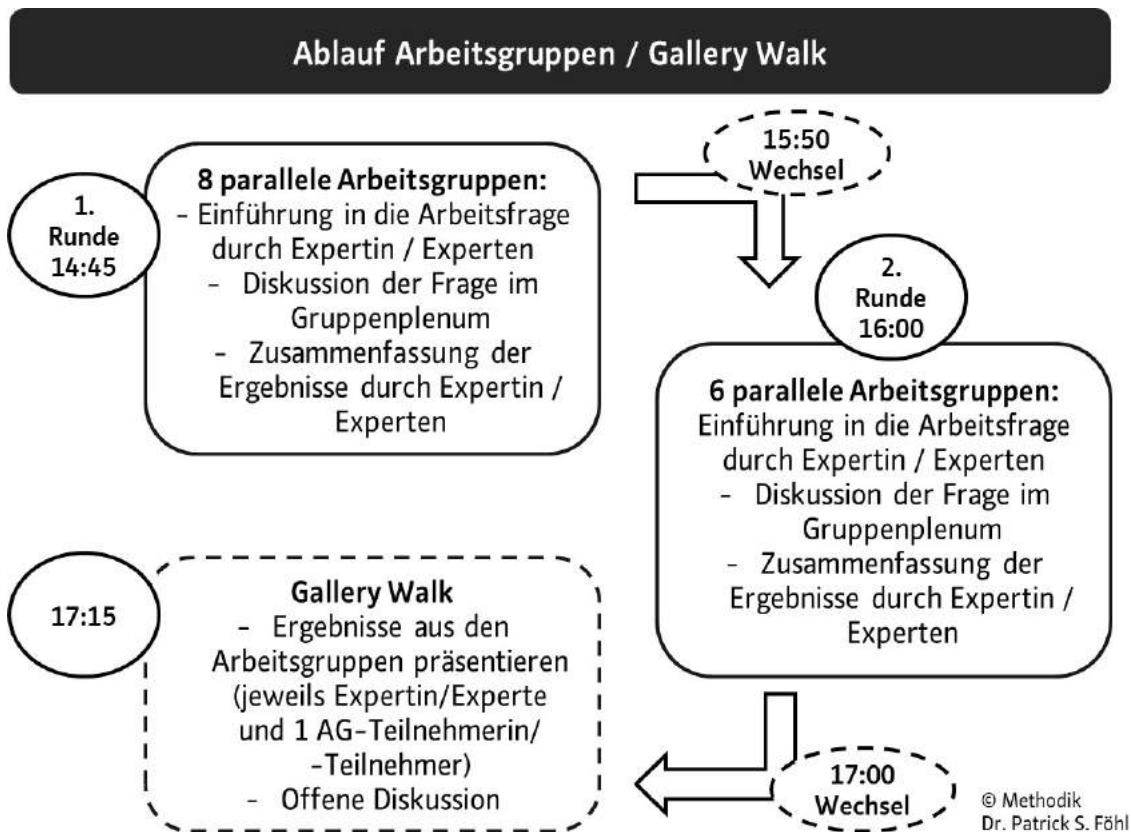 Ablauf Arbeitsgruppen / Gallery Walk
1.
Runde
14:45
8 parallele Arbeitsgruppen:
- Einführung in die Arbeitsfrage
durch Expertin / Experten
- Diskussion der Frage im
Gruppenplenum
- Zusammenfassung der
Ergebnisse durch Expertin /
Experten
15:50
Wechsel
2.
Runde
16:00
6 parallele Arbeitsgruppen:
Einführung in die Arbeitsfrage
durch Expertin / Experten
- Diskussion der Frage im
Gruppenplenum
- Zusammenfassung der
Ergebnisse durch Expertin /
Experten
17:00
Wechsel
17:15
Gallery Walk
- Ergebnisse aus den
Arbeitsgruppen präsentieren
(jeweils Expertin/Experte
und 1 AG-Teilnehmerin/
-Teilnehmer)
- Offene Diskussion
© Methodik
Dr. Patrick S. Föhl